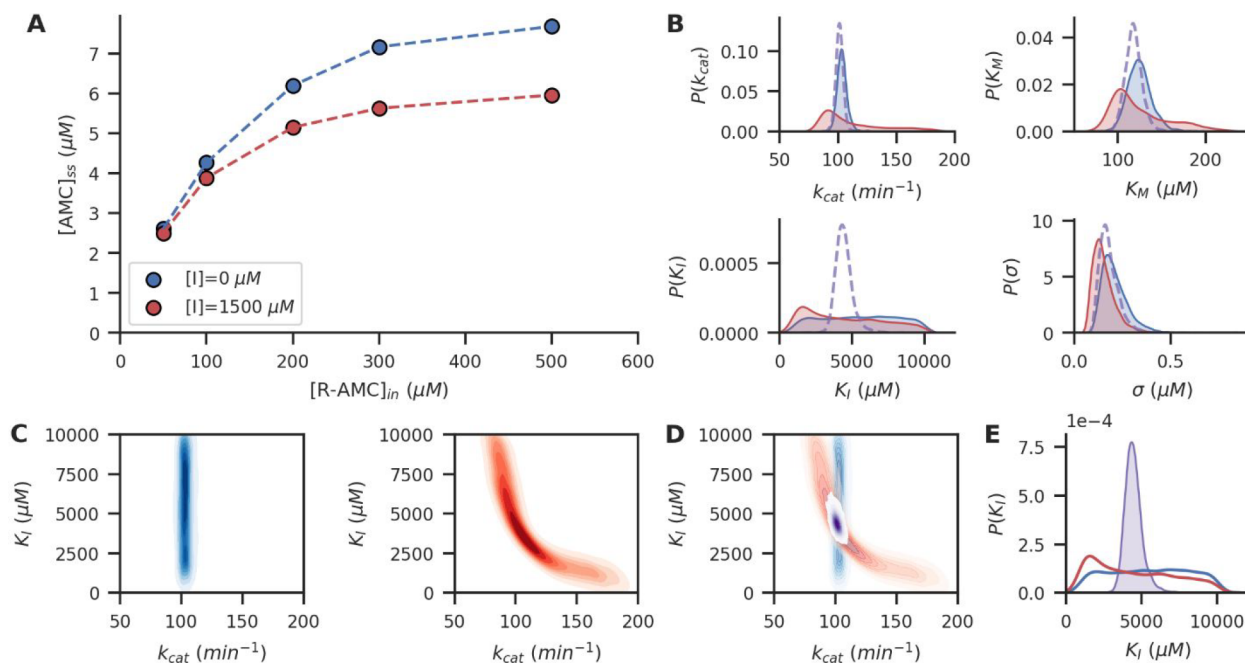 A
[AMC]ss (μM)
7
6
5
4
3
2
1
0
[I]=0 μM
[I]=1500 μM
0 100 200 300 400 500 600
[R-AMC]in (μM)
B
P(kcat)
0.10
0.05
0.00
50 100 150 200
kcat (min⁻¹)
P(KM)
0.04
0.02
0.00
100 200
KM (μM)
P(KI)
0.0005
0.0000
0 5000 10000
KI (μM)
P(σ)
10
5
0
0.0 0.5
σ (μM)
C
KI (μM)
10000
7500
5000
2500
0
50 100 150 200
kcat (min⁻¹)
KI (μM)
10000
7500
5000
2500
0
50 100 150 200
kcat (min⁻¹)
D
KI (μM)
10000
7500
5000
2500
0
50 100 150 200
kcat (min⁻¹)
E
1e-4
P(KI)
7.5
5.0
2.5
0.0
0 5000 10000
KI (μM)